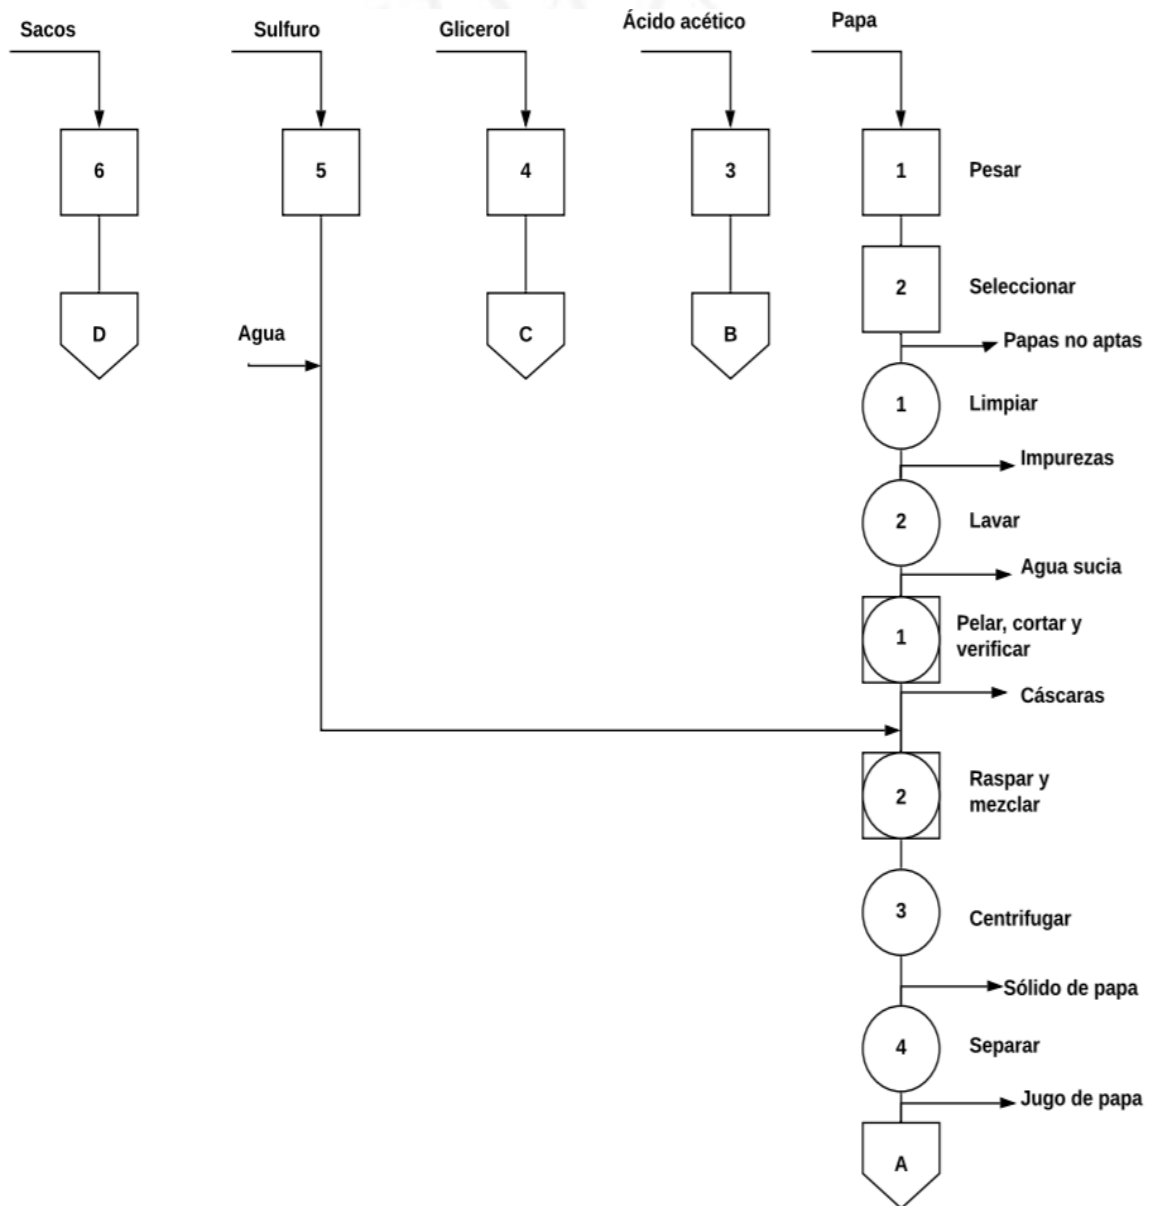 Sacos
Sulfuro
Glicerol
Ácido acético
Papa
6
5
4
3
1
Pesar
2
Seleccionar
D
Agua
C
B
Papas no aptas
1
Limpiar
Impurezas
2
Lavar
Agua sucia
1
Pelar, cortar y
verificar
Cáscaras
2
Raspar y
mezclar
3
Centrifugar
Sólido de papa
4
Separar
Jugo de papa
A